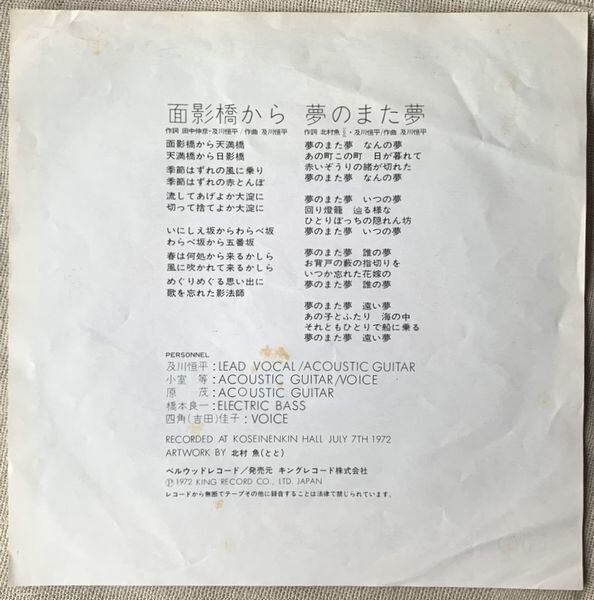 面影橋から
作詞 田中伸彦・及川恒平/作曲 及川恒平
面影橋から天満橋
天満橋から日影橋
季節はずれの風に乗り
季節はずれの赤とんぼ
流してあげよか大淀に
切って捨てよか大淀に
いにしえ坂からわらべ坂
わらべ坂から五番坂
春は何処から来るかしら
風に吹かれて来るかしら
めぐりめぐる思い出に
歌を忘れた影法師
夢のまた夢
作詞 北村魚 とと・及川恒平/作曲 及川恒平
夢のまた夢 なんの夢
あの町この町 日が暮れて
赤いぞうりの緒が切れた
夢のまた夢 なんの夢
夢のまた夢 いつの夢
回り燈籠 辿る様な
ひとりぼっちの隠れん坊
夢のまた夢 いつの夢
夢のまた夢 誰の夢
お背戸の藪の指切りを
いつか忘れた花嫁の
夢のまた夢 誰の夢
夢のまた夢 遠い夢
あの子とふたり 海の中
それともひとりで船に乗る
夢のまた夢 遠い夢
PERSONNEL
及川恒平:LEAD VOCAL/ACOUSTIC GUITAR
小室 等:ACOUSTIC GUITAR/VOICE
原 茂:ACOUSTIC GUITAR
橋本良一:ELECTRIC BASS
四角(吉田)佳子:VOICE
RECORDED AT KOSEINENKIN HALL JULY 7TH 1972
ARTWORK BY 北村 魚(とと)
ベルウッドレコード/発売元 キングレコード株式会社
Ⓟ1972 KING RECORD CO., LTD. JAPAN
レコードから無断でテープその他に録音することは法律で禁じられています。